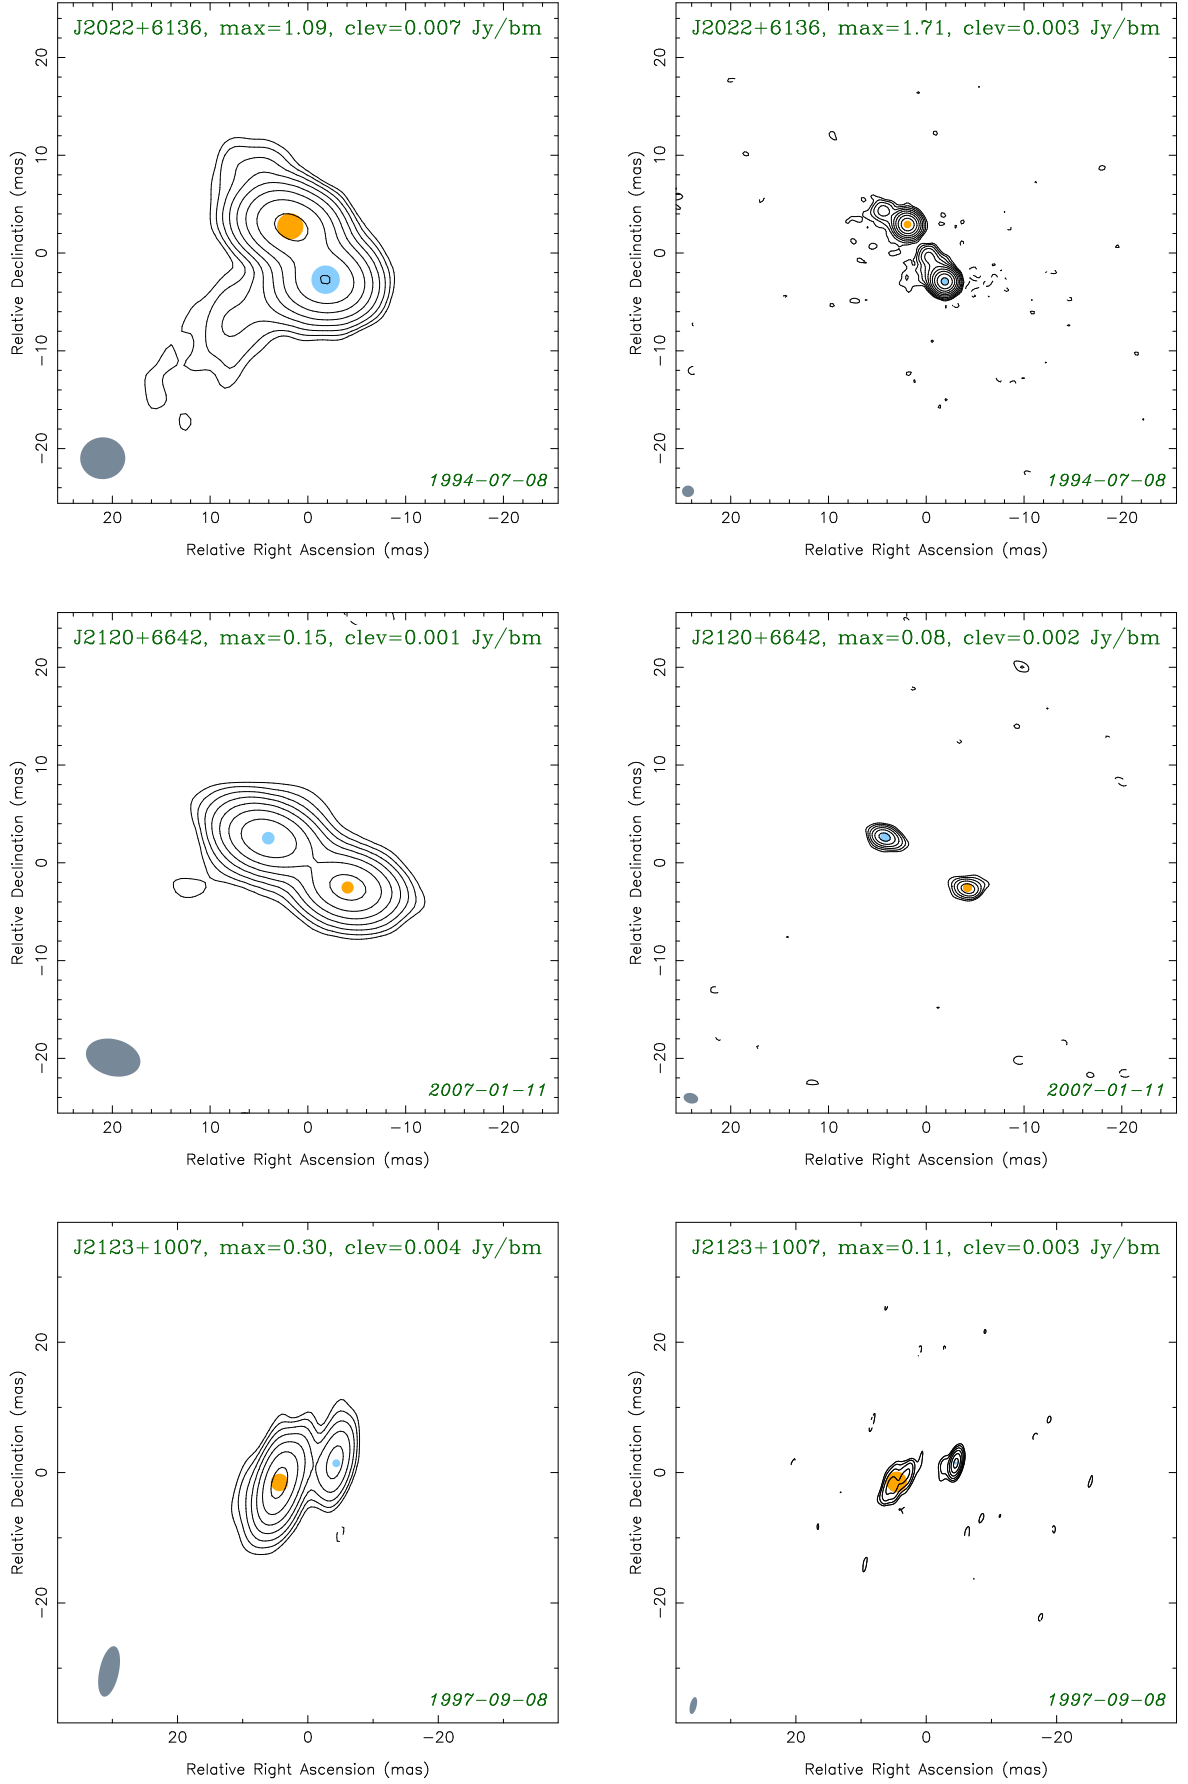 J2022+6136, max=1.09, clev=0.007 Jy/bm
Relative Declination (mas)
20
10
0
−10
−20
1994−07−08
20 10 0 −10 −20
Relative Right Ascension (mas)
J2022+6136, max=1.71, clev=0.003 Jy/bm
Relative Declination (mas)
20
10
0
−10
−20
1994−07−08
20 10 0 −10 −20
Relative Right Ascension (mas)
J2120+6642, max=0.15, clev=0.001 Jy/bm
Relative Declination (mas)
20
10
0
−10
−20
2007−01−11
20 10 0 −10 −20
Relative Right Ascension (mas)
J2120+6642, max=0.08, clev=0.002 Jy/bm
Relative Declination (mas)
20
10
0
−10
−20
2007−01−11
20 10 0 −10 −20
Relative Right Ascension (mas)
J2123+1007, max=0.30, clev=0.004 Jy/bm
Relative Declination (mas)
20
0
−20
1997−09−08
20 0 −20
Relative Right Ascension (mas)
J2123+1007, max=0.11, clev=0.003 Jy/bm
Relative Declination (mas)
20
0
−20
1997−09−08
20 0 −20
Relative Right Ascension (mas)